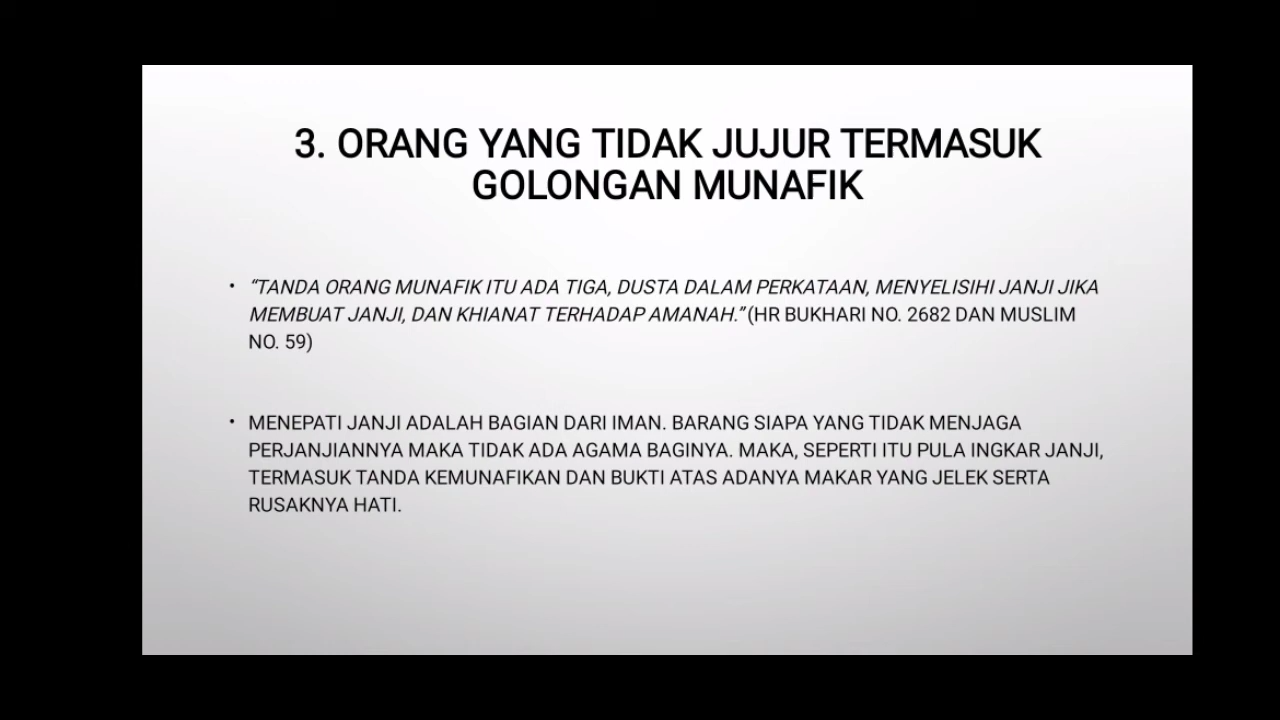 3. ORANG YANG TIDAK JUJUR TERMASUK
GOLONGAN MUNAFIK
• “TANDA ORANG MUNAFIK ITU ADA TIGA, DUSTA DALAM PERKATAAN, MENYELISIHI JANJI JIKA
MEMBUAT JANJI, DAN KHIANAT TERHADAP AMANAH.” (HR BUKHARI NO. 2682 DAN MUSLIM
NO. 59)
• MENEPATI JANJI ADALAH BAGIAN DARI IMAN. BARANG SIAPA YANG TIDAK MENJAGA
PERJANJIANNYA MAKA TIDAK ADA AGAMA BAGINYA. MAKA, SEPERTI ITU PULA INGKAR JANJI,
TERMASUK TANDA KEMUNAFIKAN DAN BUKTI ATAS ADANYA MAKAR YANG JELEK SERTA
RUSAKNYA HATI.